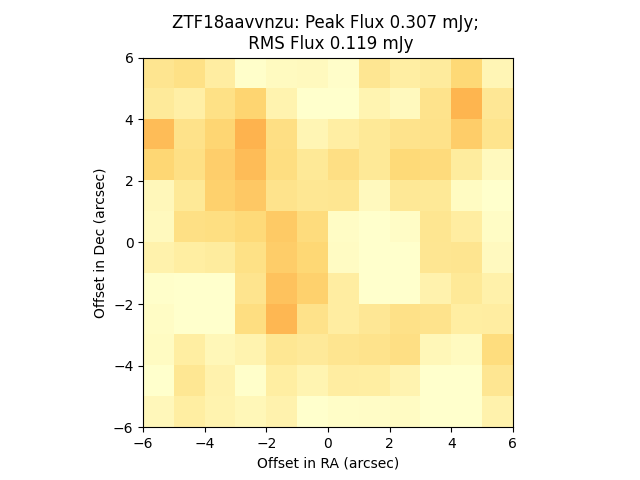 ZTF18aavvnzu: Peak Flux 0.307 mJy;
RMS Flux 0.119 mJy
6
4
2
0
−2
−4
−6
Offset in Dec (arcsec)
−6 −4 −2 0 2 4 6
Offset in RA (arcsec)